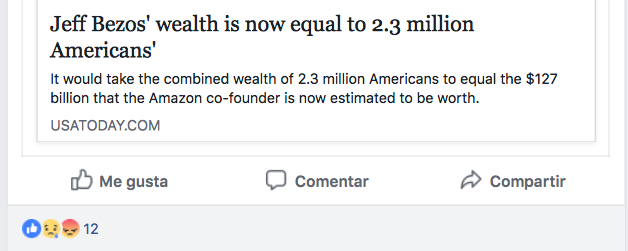 Jeff Bezos' wealth is now equal to 2.3 million
Americans'
It would take the combined wealth of 2.3 million Americans to equal the $127
billion that the Amazon co-founder is now estimated to be worth.
USATODAY.COM
Me gusta
Comentar
Compartir
12